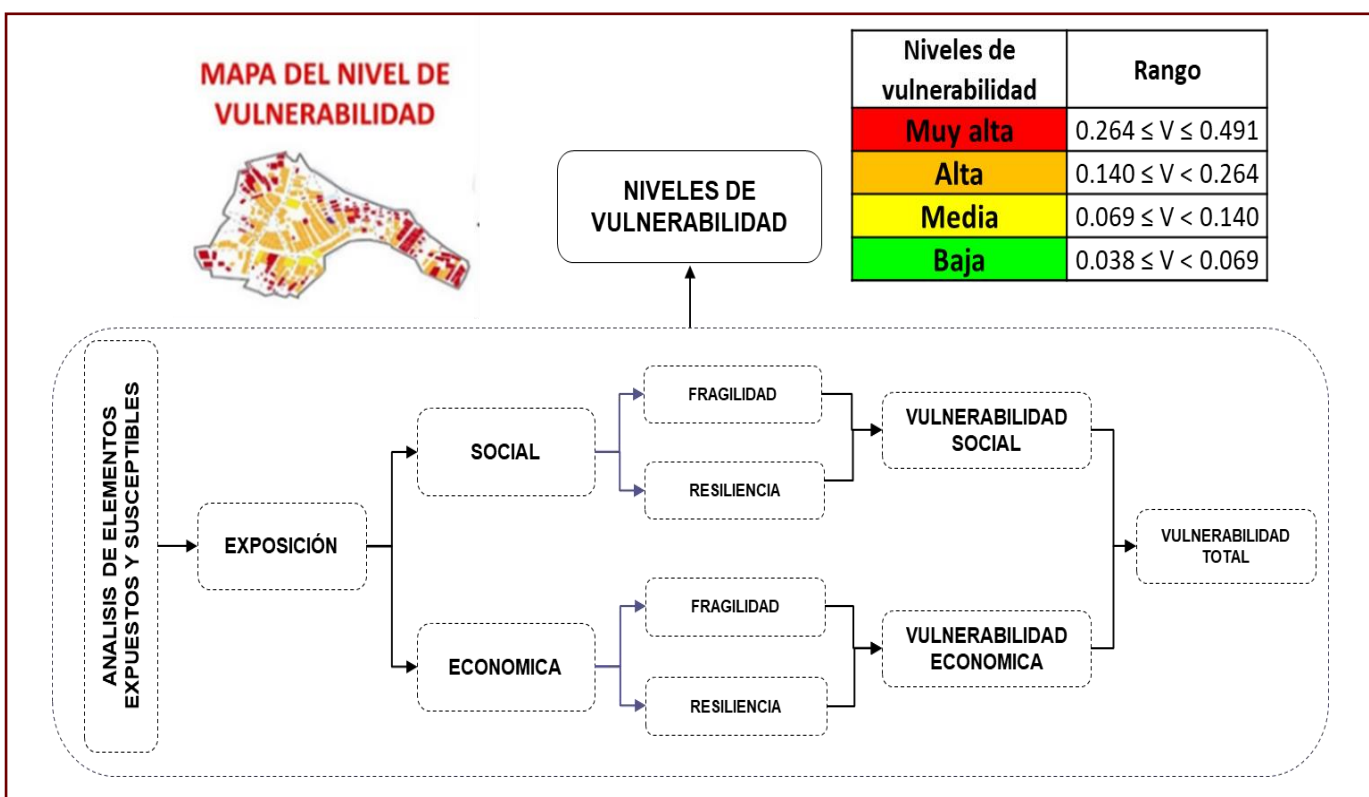 MAPA DEL NIVEL DE
VULNERABILIDAD
NIVELES DE
VULNERABILIDAD
Niveles de
vulnerabilidad
Rango
Muy alta
0.264 ≤ V ≤ 0.491
Alta
0.140 ≤ V < 0.264
Media
0.069 ≤ V < 0.140
Baja
0.038 ≤ V < 0.069
ANALISIS DE ELEMENTOS
EXPUESTOS Y SUSCEPTIBLES
EXPOSICIÓN
SOCIAL
FRAGILIDAD
RESILIENCIA
VULNERABILIDAD
SOCIAL
ECONOMICA
FRAGILIDAD
RESILIENCIA
VULNERABILIDAD
ECONOMICA
VULNERABILIDAD
TOTAL